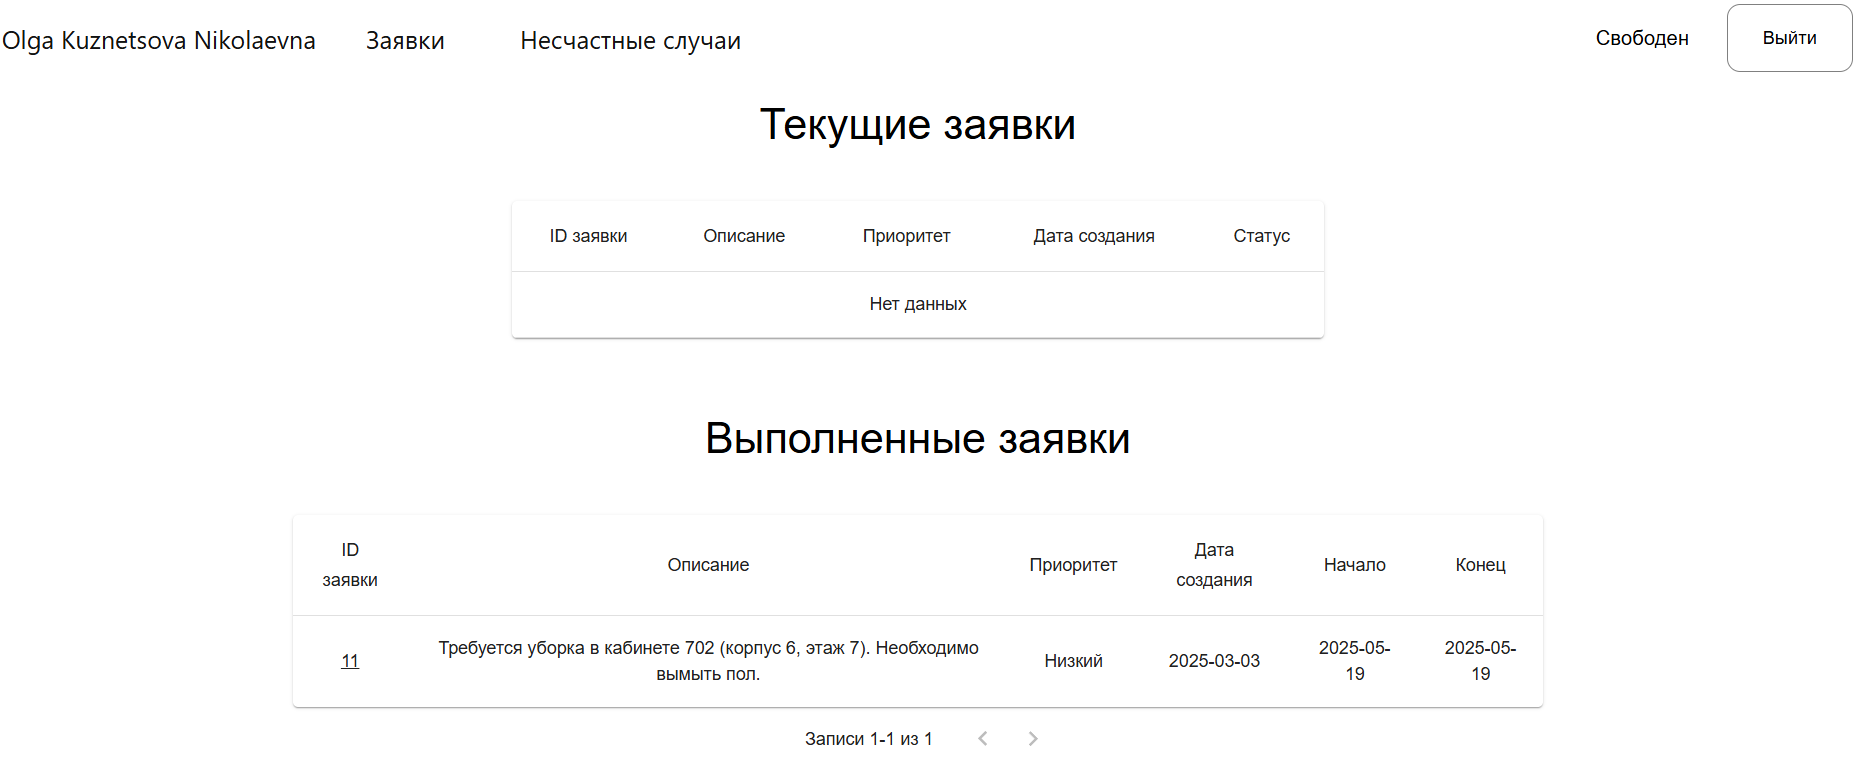 Olga Kuznetsova Nikolaevna Заявки Несчастные случаи Свободен Выйти
Текущие заявки
ID заявки Описание Приоритет Дата создания Статус
Нет данных
Выполненные заявки
ID заявки Описание Приоритет Дата создания Начало Конец
11 Требуется уборка в кабинете 702 (корпус 6, этаж 7). Необходимо вымыть пол. Низкий 2025-03-03 2025-05-19 2025-05-19
Записи 1-1 из 1